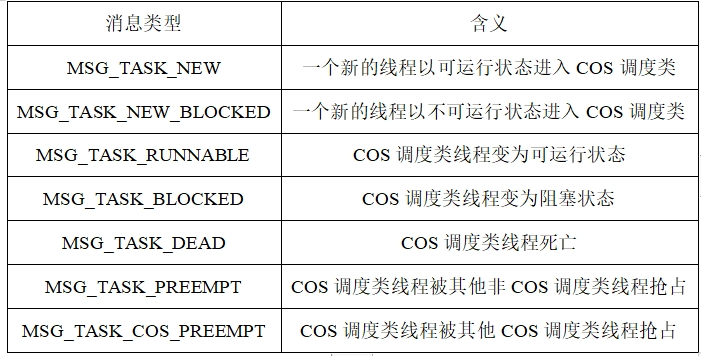 消息类型 含义
MSG_TASK_NEW 一个新的线程以可运行状态进入 COS 调度类
MSG_TASK_NEW_BLOCKED 一个新的线程以不可运行状态进入 COS 调度类
MSG_TASK_RUNNABLE COS 调度类线程变为可运行状态
MSG_TASK_BLOCKED COS 调度类线程变为阻塞状态
MSG_TASK_DEAD COS 调度类线程死亡
MSG_TASK_PREEMPT COS 调度类线程被其他非 COS 调度类线程抢占
MSG_TASK_COS_PREEMPT COS 调度类线程被其他 COS 调度类线程抢占